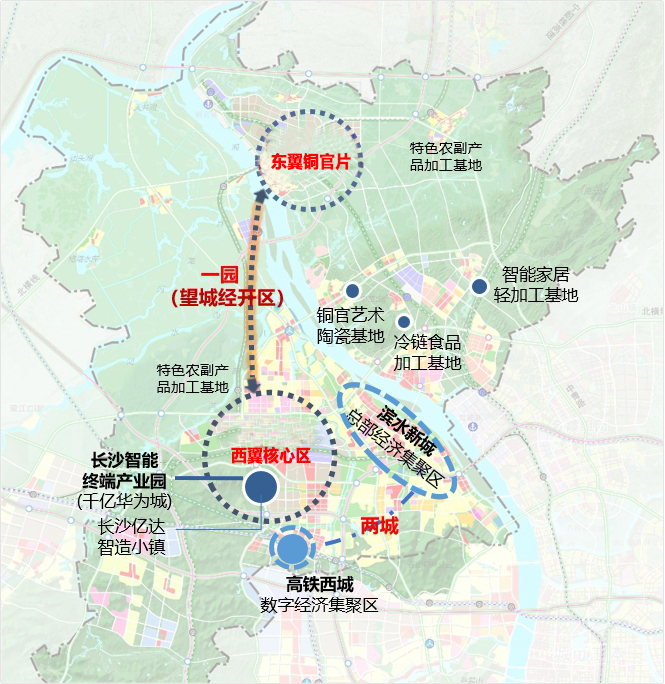 东翼铜官片
特色农副产
品加工基地
一园
（望城经开区）
智能家居
轻加工基地
铜官艺术
陶瓷基地
冷链食品
加工基地
特色农副产
品加工基地
滨水新城
总部经济集聚区
西翼核心区
长沙智能
终端产业园
(千亿华为城)
长沙亿达
智造小镇
两城
高铁西城
数字经济集聚区